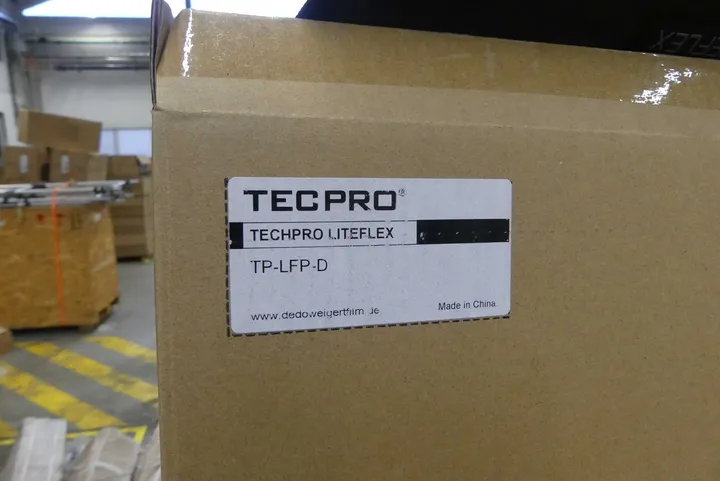 TECPRO®
TECHPRO LITEFLEX
TP-LFP-D
www.dedoweigertfilm.de
Made in China